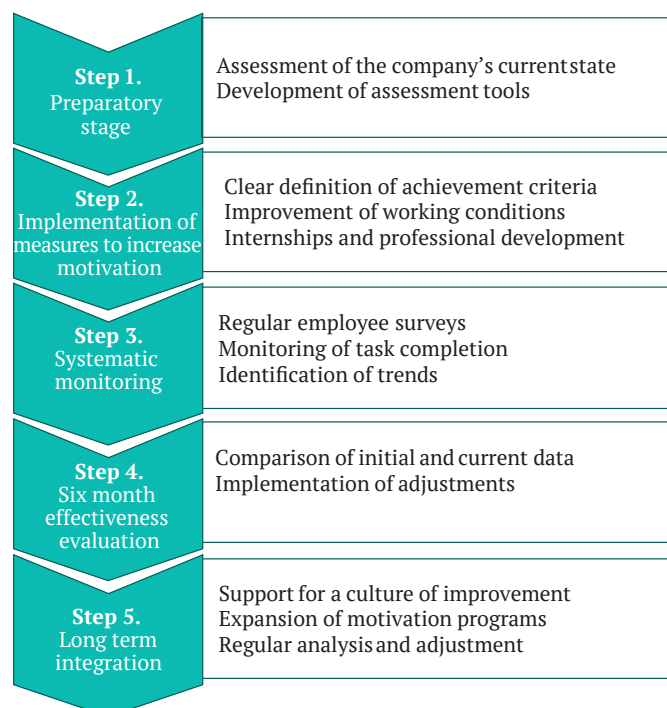 Step 1.
Preparatory
stage
Assessment of the company's currentstate
Development of assessment tools
Step 2.
Implementation of
measures to increase
motivation
Clear definition of achievement criteria
Improvement of working conditions
Internships and professional development
Step 3.
Systematic
monitoring
Regular employee surveys
Monitoring of task completion
Identification of trends
Step 4.
Six month
effectiveness
evaluation
Comparison of initial and current data
Implementation of adjustments
Step 5.
Long term
integration
Support for a culture of improvement
Expansion of motivation programs
Regular analysis and adjustment